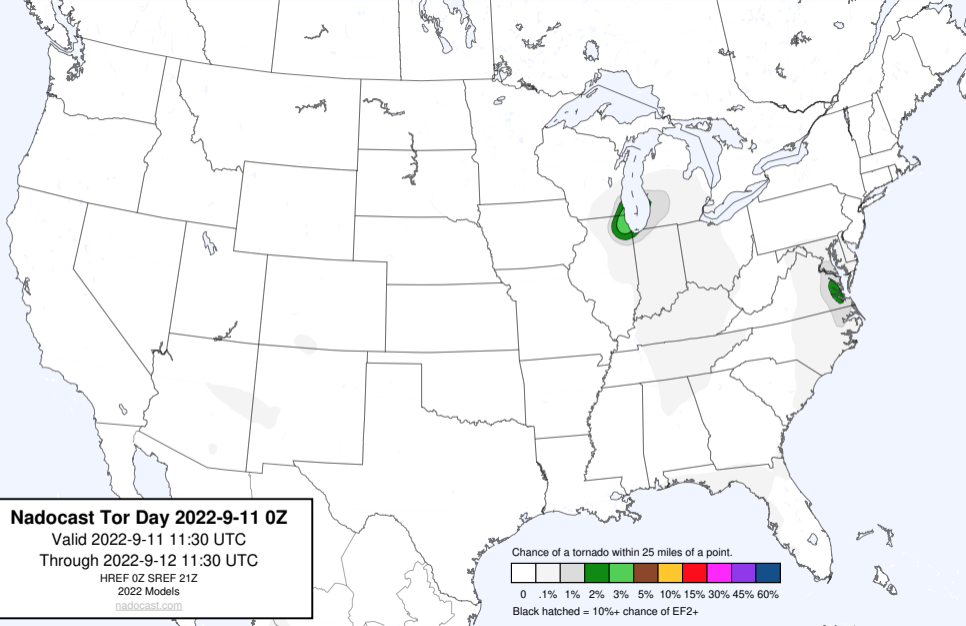 Nadocast Tor Day 2022-9-11 0Z
Valid 2022-9-11 11:30 UTC
Through 2022-9-12 11:30 UTC
HREF 0Z SREF 21Z
2022 Models
nadocast.com
Chance of a tornado within 25 miles of a point.
0 .1% 1% 2% 3% 5% 10% 15% 30% 45% 60%
Black hatched = 10%+ chance of EF2+